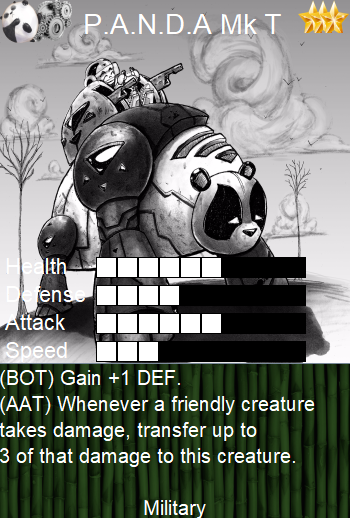 P.A.N.D.A Mk T
Health
Defense
Attack
Speed
(BOT) Gain +1 DEF.
(AAT) Whenever a friendly creature
takes damage, transfer up to
3 of that damage to this creature.
Military